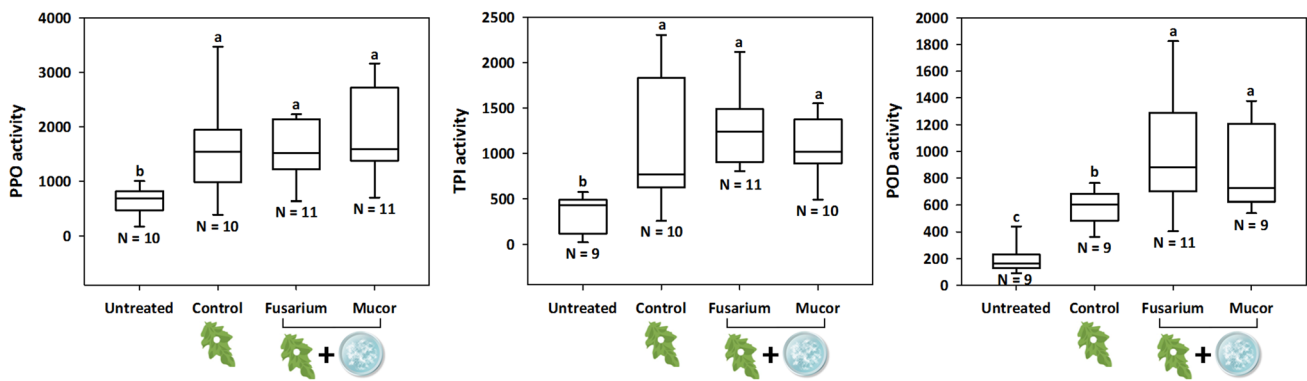 PPO activity
4000
3000
2000
1000
0
b
a
a
a
N = 10
N = 10
N = 11
N = 11
Untreated Control Fusarium Mucor
+
TPI activity
2500
2000
1500
1000
500
0
b
a
a
a
N = 9
N = 10
N = 11
N = 10
Untreated Control Fusarium Mucor
+
POD activity
2000
1800
1600
1400
1200
1000
800
600
400
200
0
c
b
a
a
N = 9
N = 9
N = 11
N = 9
Untreated Control Fusarium Mucor
+